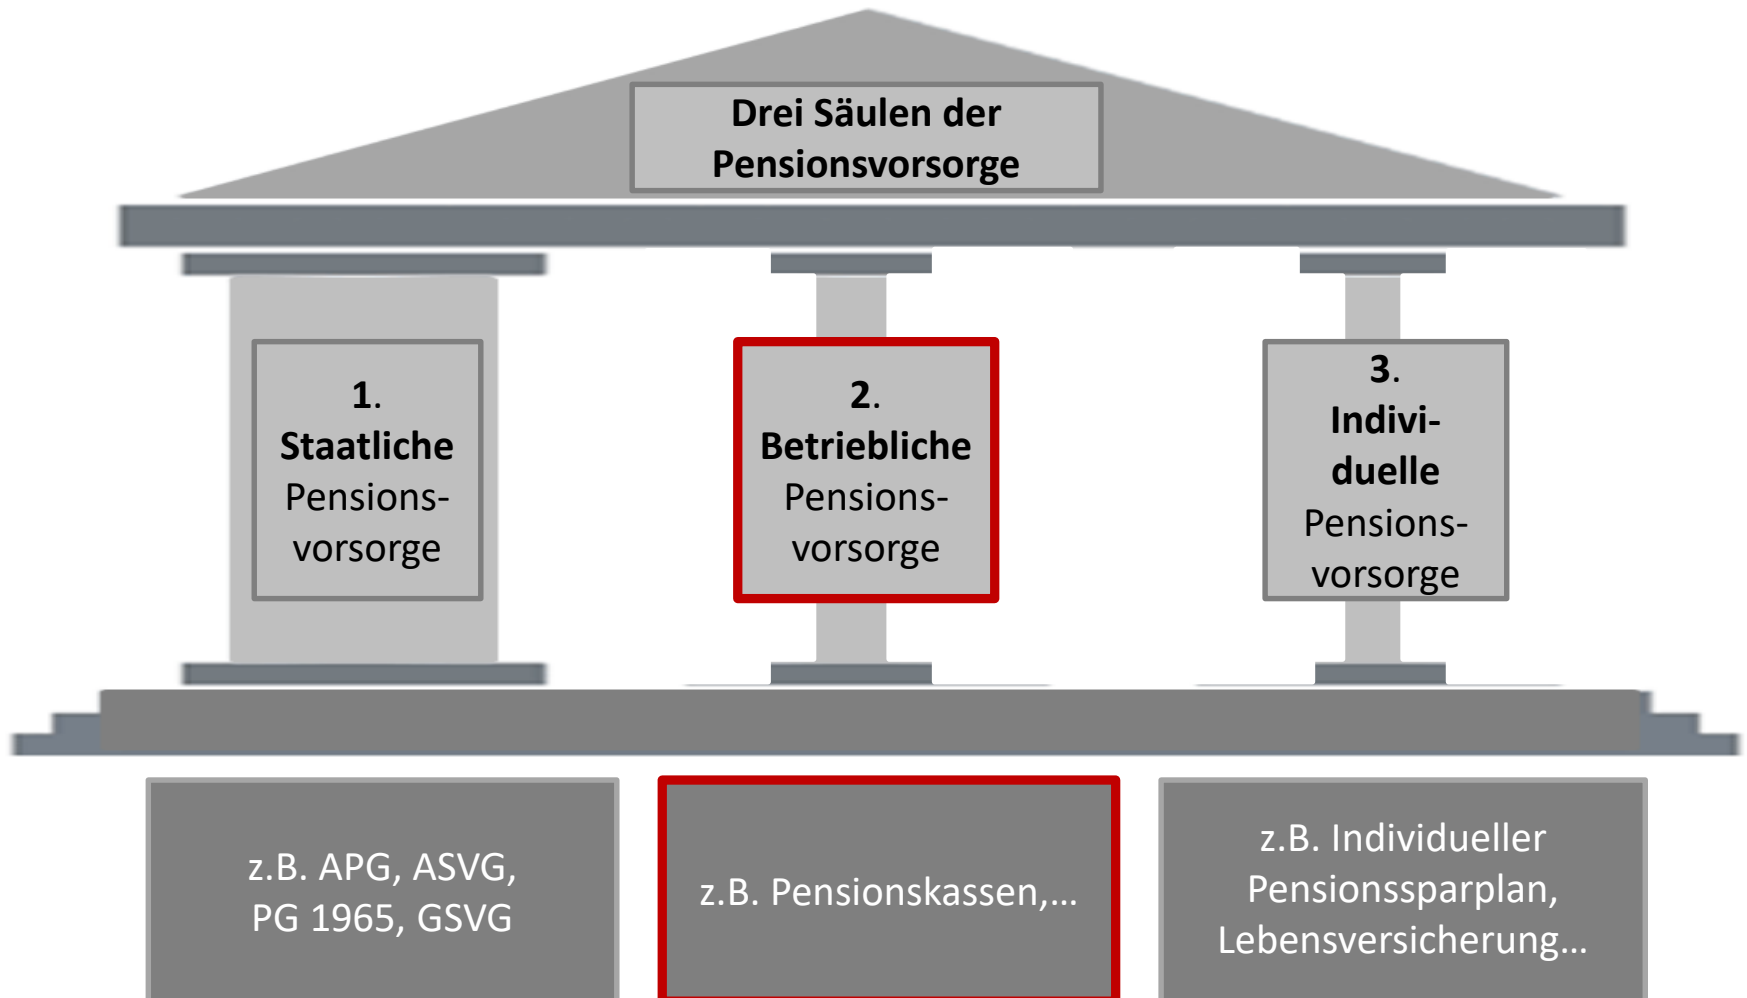 Drei Säulen der
Pensionsvorsorge
1.
Staatliche
Pensions-
vorsorge
2.
Betriebliche
Pensions-
vorsorge
3.
Indivi-
duelle
Pensions-
vorsorge
z.B. APG, ASVG,
PG 1965, GSVG
z.B. Pensionskassen,...
z.B. Individueller
Pensionssparplan,
Lebensversicherung...